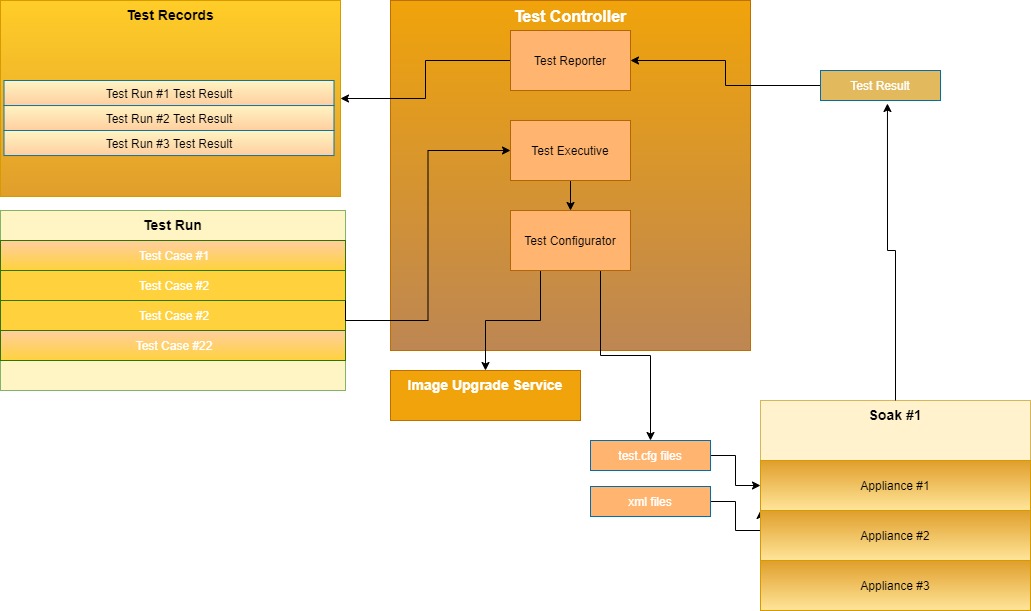 Test Records
Test Run #1 Test Result
Test Run #2 Test Result
Test Run #3 Test Result
Test Run
Test Case #1
Test Case #2
Test Case #2
Test Case #22
Test Controller
Test Reporter
Test Executive
Test Configurator
Image Upgrade Service
test.cfg files
xml files
Test Result
Soak #1
Appliance #1
Appliance #2
Appliance #3